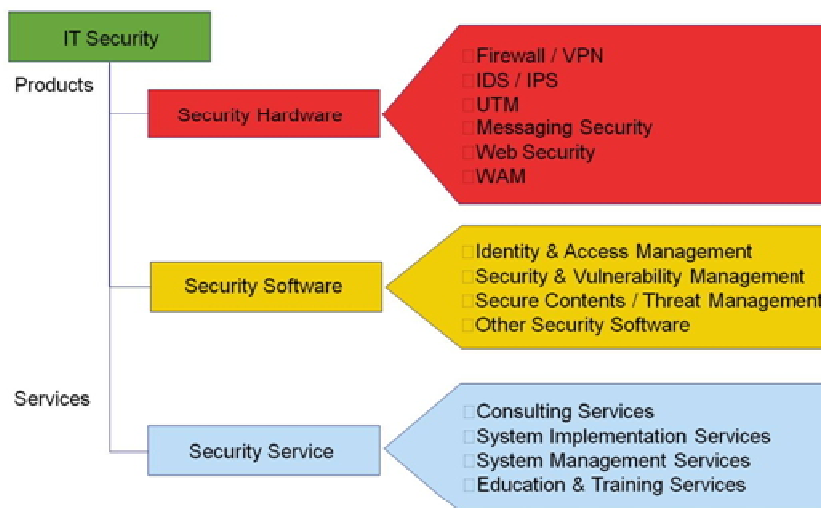 IT Security
Products
Security Hardware
Firewall / VPN
IDS / IPS
UTM
Messaging Security
Web Security
WAM
Security Software
Identity & Access Management
Security & Vulnerability Management
Secure Contents / Threat Management
Other Security Software
Services
Security Service
Consulting Services
System Implementation Services
System Management Services
Education & Training Services